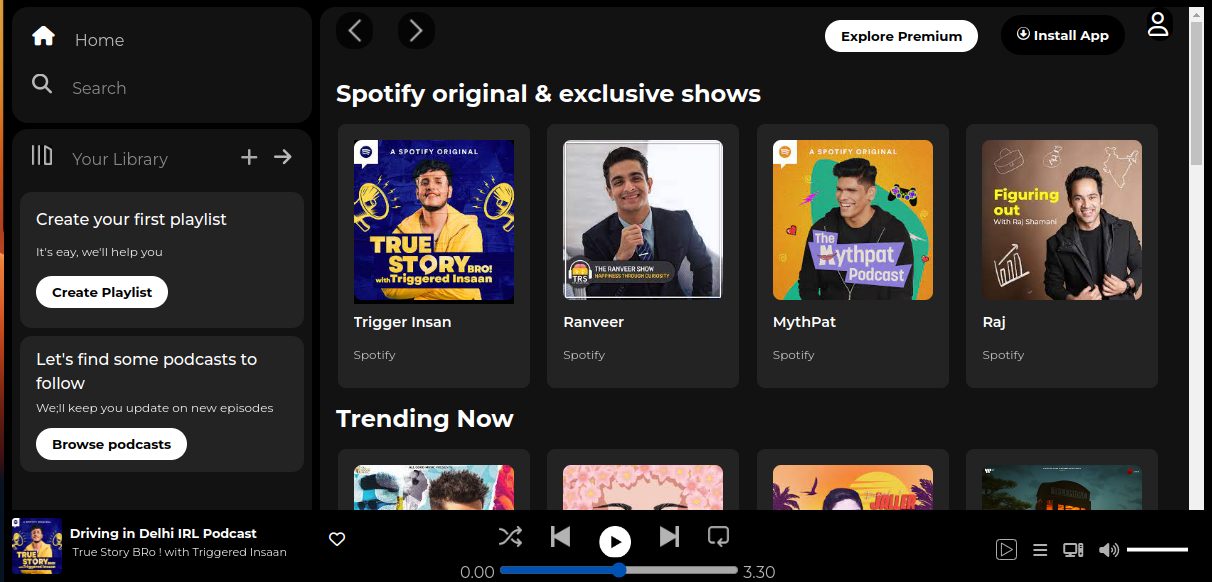 Home
Search
Your Library
Create your first playlist
It's eay, we'll help you
Create Playlist
Let's find some podcasts to
follow
We;ll keep you update on new episodes
Browse podcasts
Explore Premium
Install App
Spotify original & exclusive shows
A SPOTIFY ORIGINAL
TRUE
STORY BRO!
with Triggered Insaan
Trigger Insan
Spotify
TRS
THE RANVEER SHOW
HAPPINESS THROUGH CURIOSITY
Ranveer
Spotify
A SPOTIFY ORIGINAL
The
Mythpat
Podcast
MythPat
Spotify
Figuring
out
With Raj Shamani
Raj
Spotify
Trending Now
TRUE
STORY
Driving in Delhi IRL Podcast
True Story BRo ! with Triggered Insaan
0.00
3.30